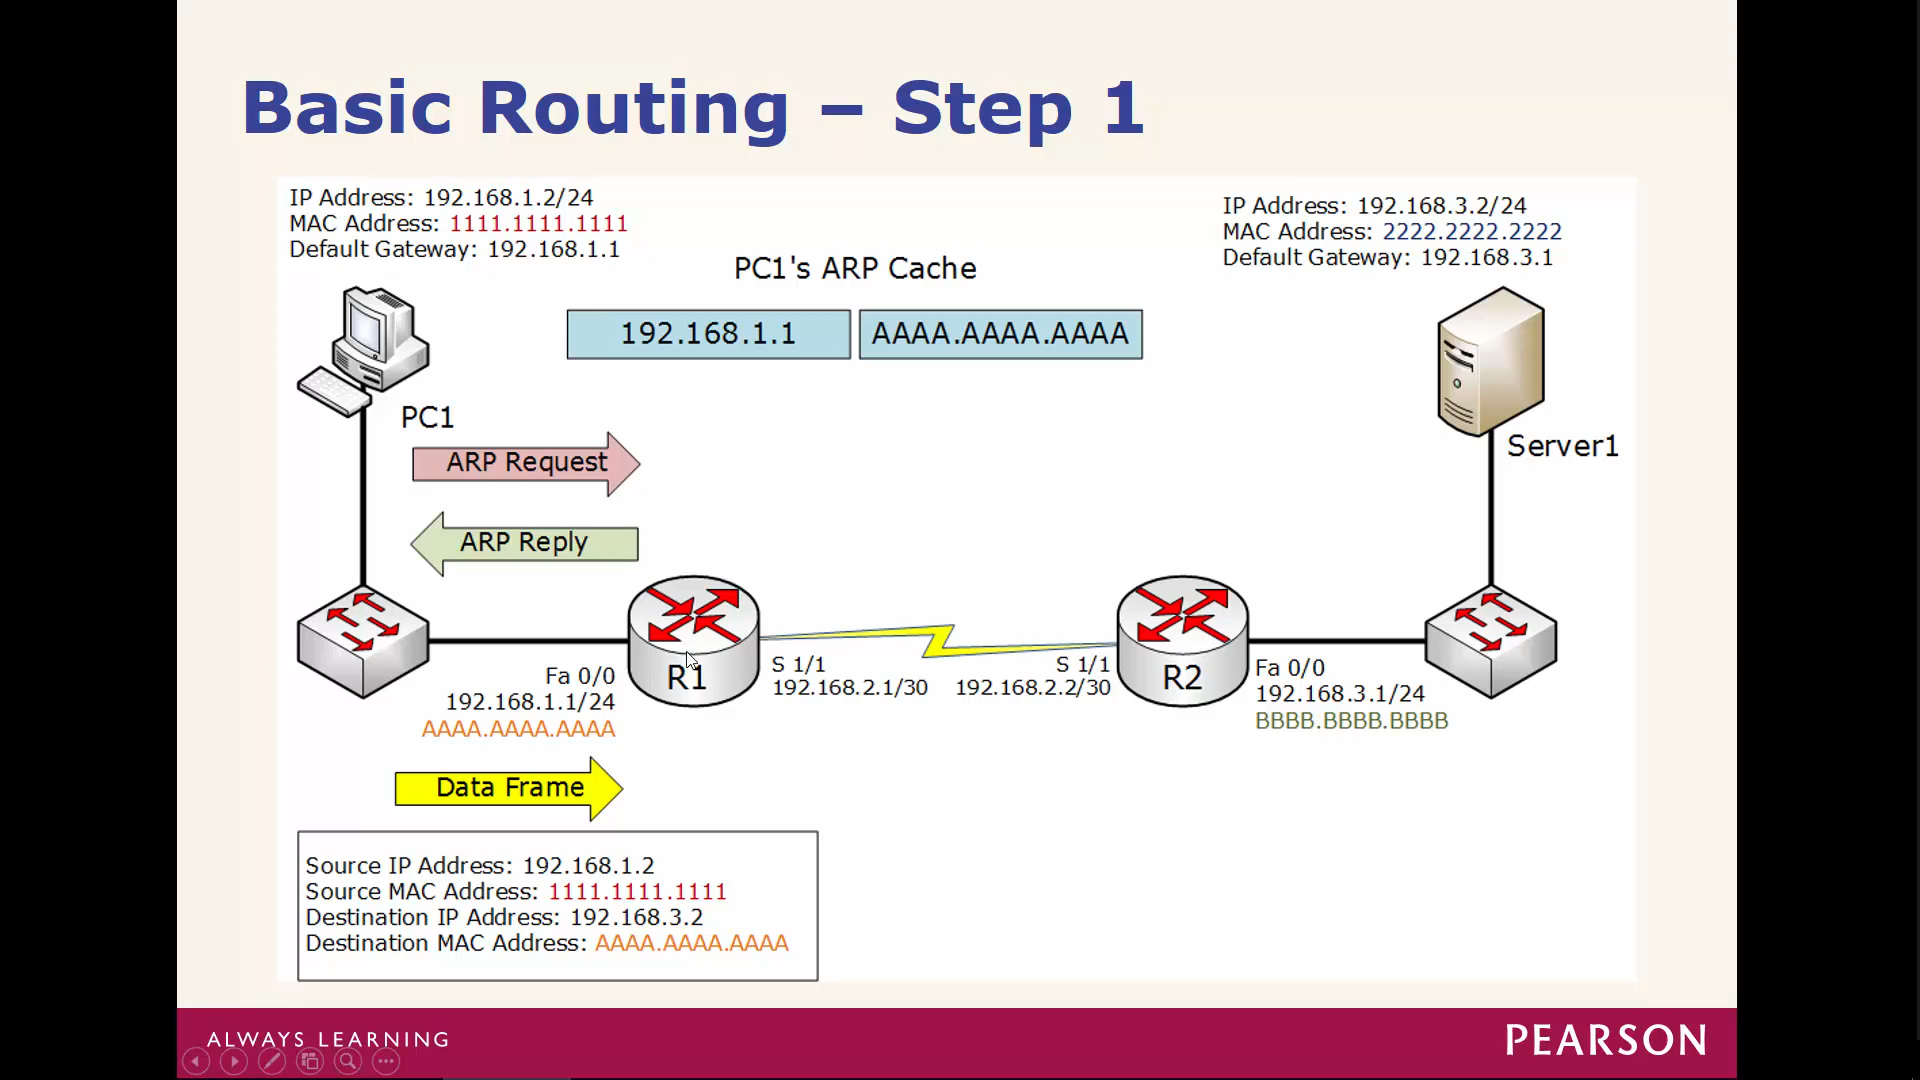 Basic Routing – Step 1
IP Address: 192.168.1.2/24
MAC Address: 1111.1111.1111
Default Gateway: 192.168.1.1
IP Address: 192.168.3.2/24
MAC Address: 2222.2222.2222
Default Gateway: 192.168.3.1
PC1's ARP Cache
192.168.1.1
AAAA.AAAA.AAAA
PC1
Server1
ARP Request
ARP Reply
R1
R2
Fa 0/0
192.168.1.1/24
AAAA.AAAA.AAAA
S 1/1
192.168.2.1/30
S 1/1
192.168.2.2/30
Fa 0/0
192.168.3.1/24
BBBB.BBBB.BBBB
Data Frame
Source IP Address: 192.168.1.2
Source MAC Address: 1111.1111.1111
Destination IP Address: 192.168.3.2
Destination MAC Address: AAAA.AAAA.AAAA
ALWAYS LEARNING
PEARSON